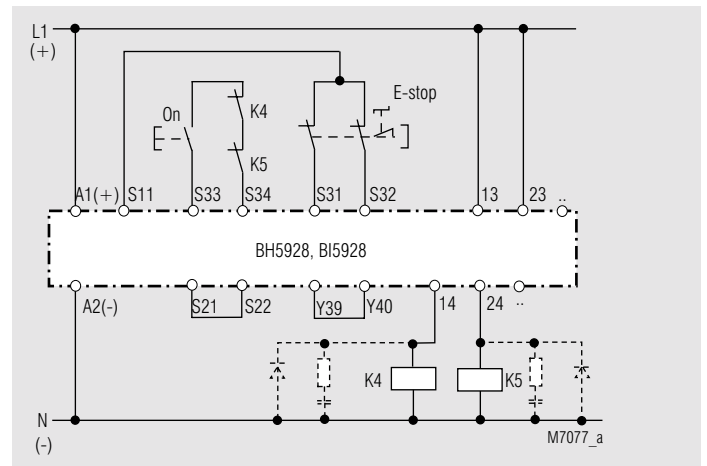 L1
(+)
E-stop
On
K4
K5
A1(+) S11 S33 S34 S31 S32 13 23 ..
BH5928, BI5928
A2(-) S21 S22 Y39 Y40 14 24 ..
K4 K5
N
(-)
M7077_a